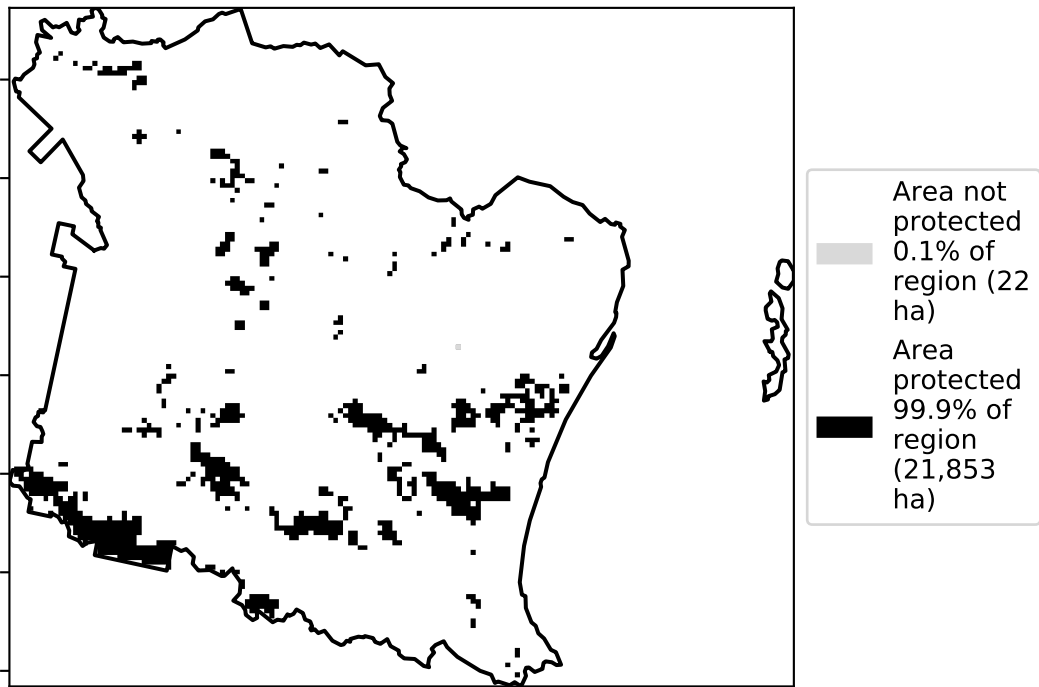 Area not
protected
0.1% of
region (22
ha)
Area
protected
99.9% of
region
(21,853
ha)